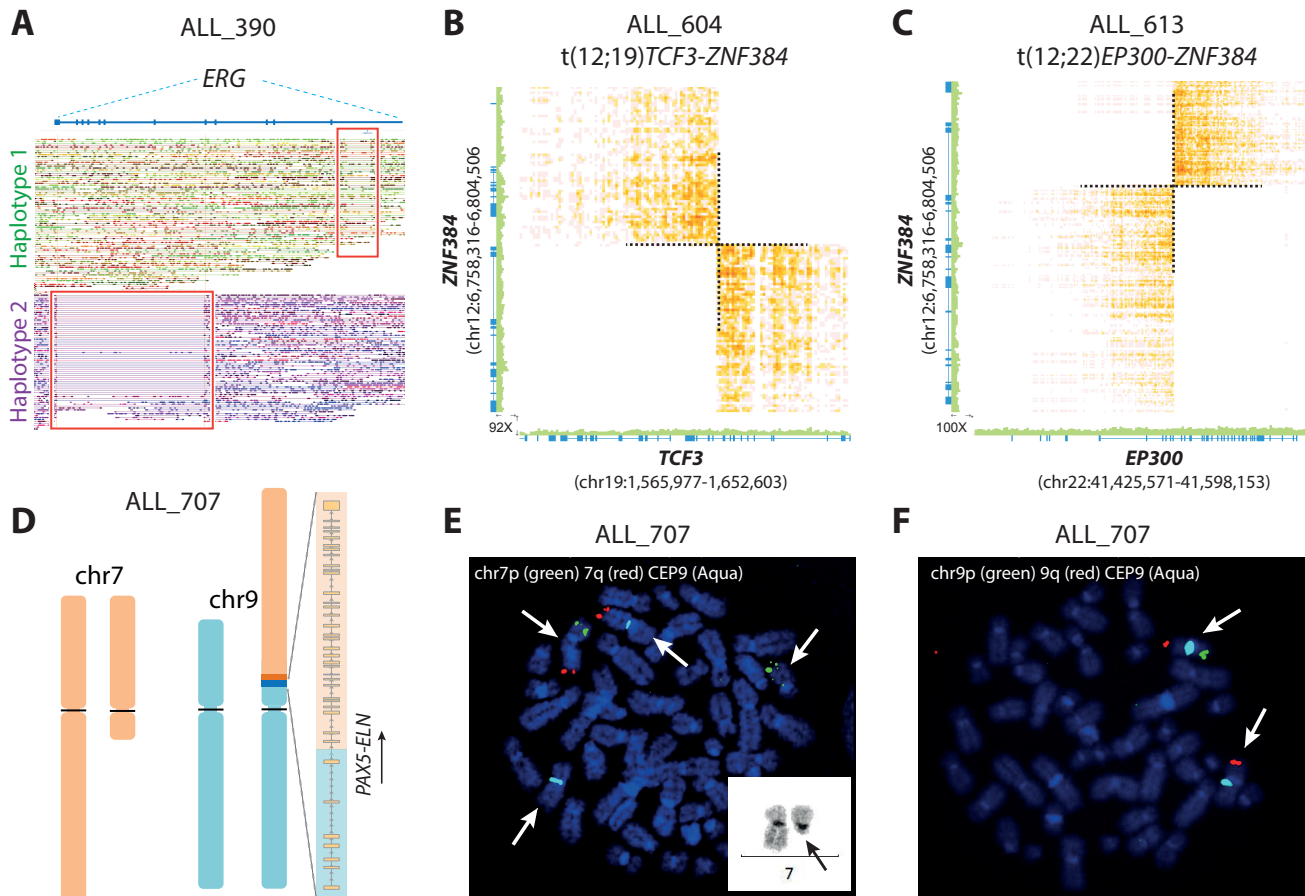 A
ALL_390
ERG
Haplotype 1
Haplotype 2
B
ALL_604
t(12;19)TCF3-ZNF384
ZNF384
(chr12:6,758,316-6,804,506
92X
TCF3
(chr19:1,565,977-1,652,603)
C
ALL_613
t(12;22)EP300-ZNF384
ZNF384
(chr12:6,758,316-6,804,506
100X
EP300
(chr22:41,425,571-41,598,153)
D
ALL_707
chr7
chr9
PAX5-ELN
E
ALL_707
chr7p (green) 7q (red) CEP9 (Aqua)
7
F
ALL_707
chr9p (green) 9q (red) CEP9 (Aqua)